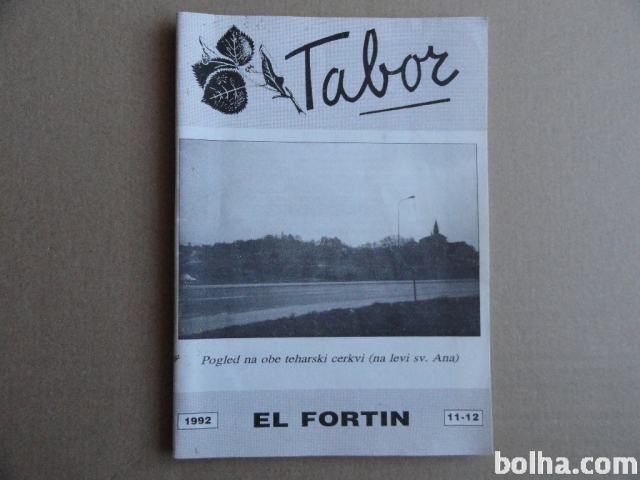 Tabor
Pogled na obe teharski cerkvi (na levi sv. Ana)
1992 EL FORTIN 11-12
bolha.com